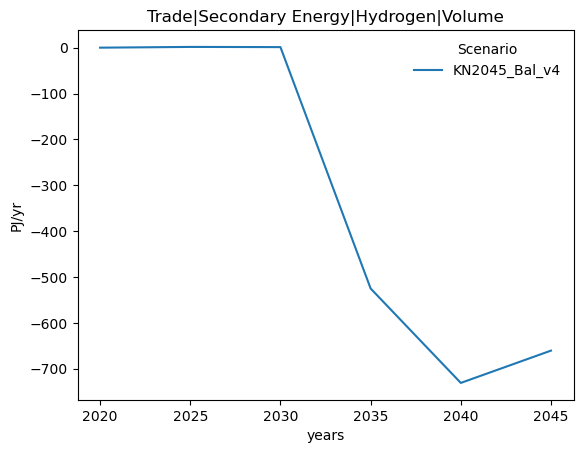 Trade|Secondary Energy|Hydrogen|Volume
Scenario
KN2045_Bal_v4
0
−100
−200
−300
−400
−500
−600
−700
PJ/yr
2020 2025 2030 2035 2040 2045
years